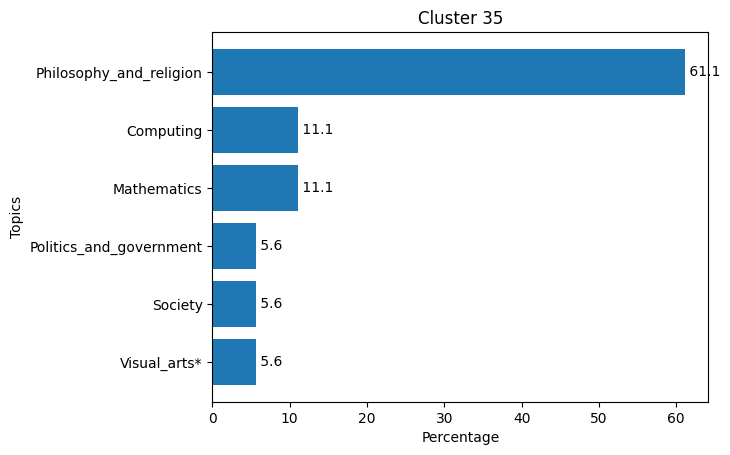 Cluster 35
Topics
Philosophy_and_religion 61.1
Computing 11.1
Mathematics 11.1
Politics_and_government 5.6
Society 5.6
Visual_arts* 5.6
0 10 20 30 40 50 60
Percentage